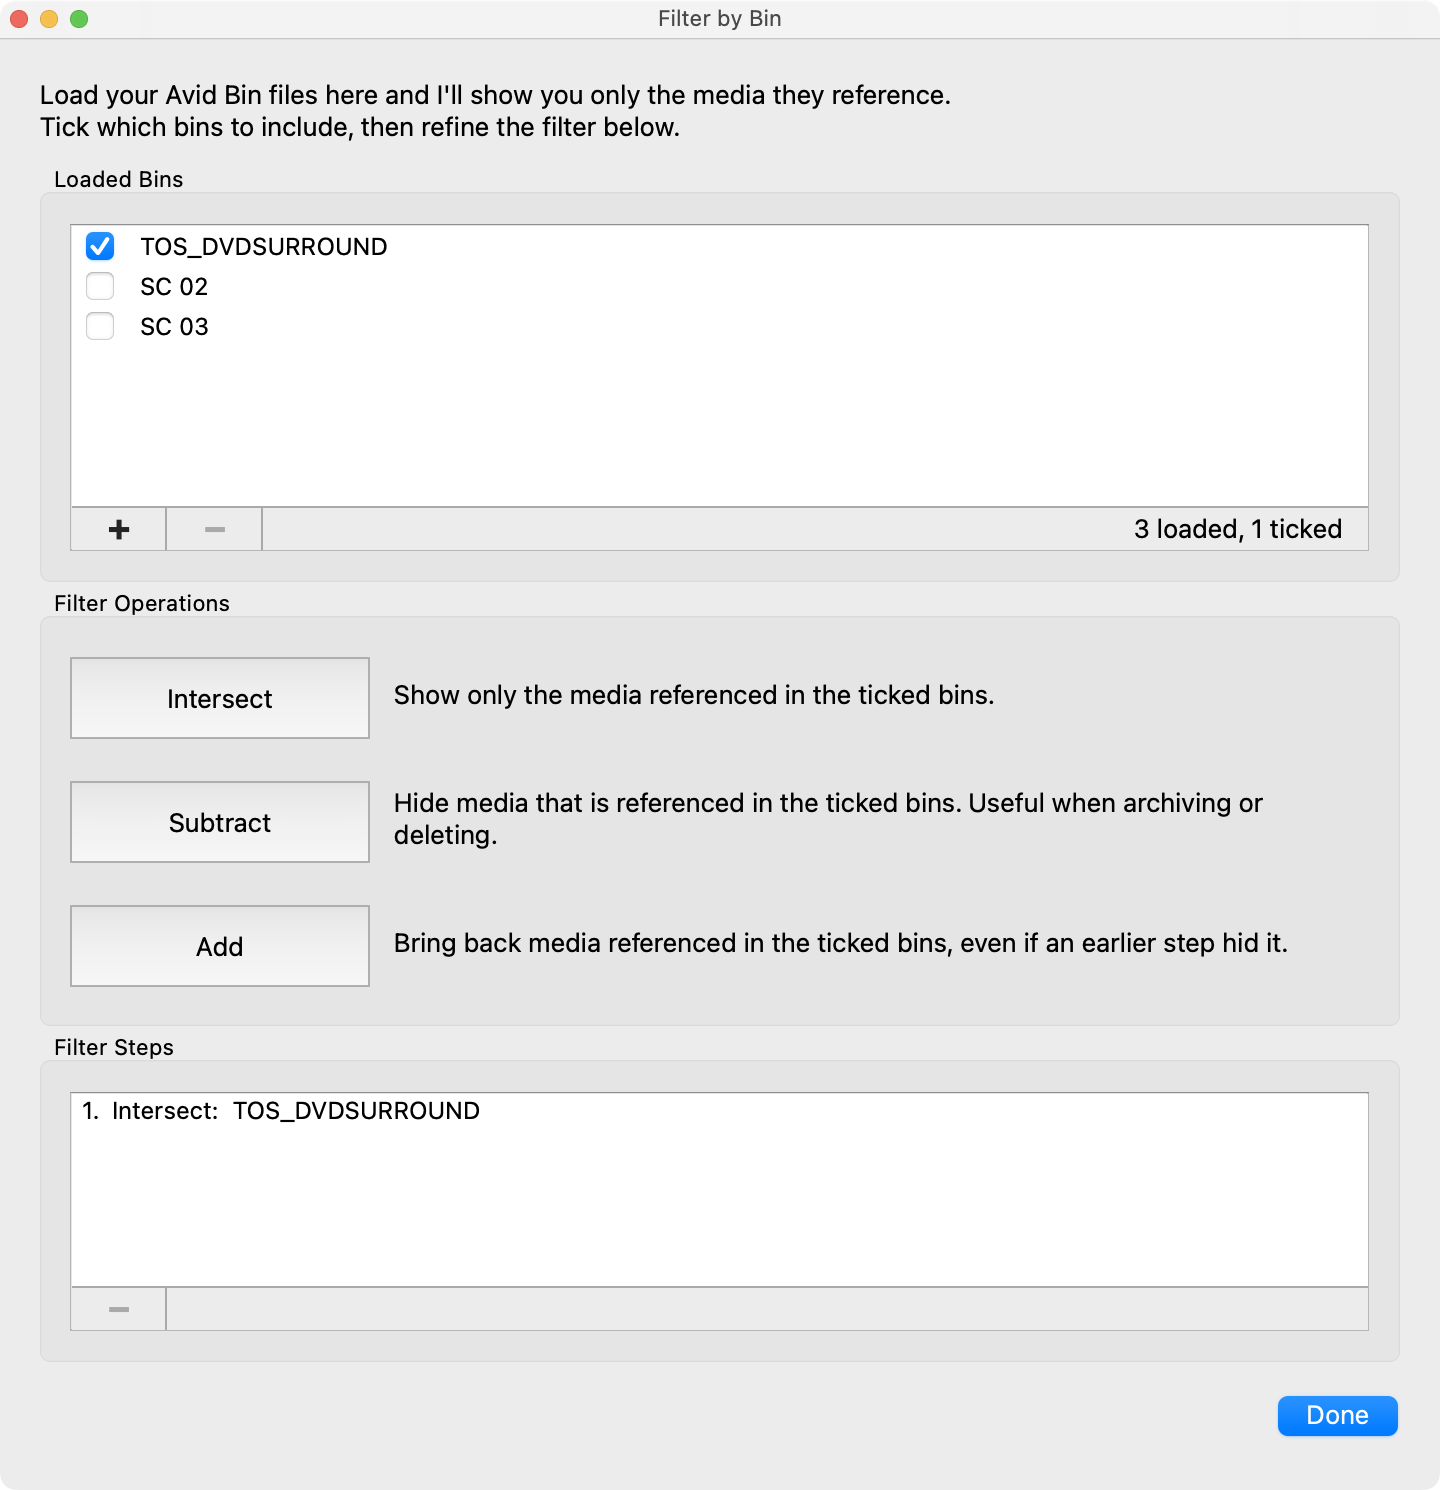 Filter by Bin
Load your Avid Bin files here and I'll show you only the media they reference.
Tick which bins to include, then refine the filter below.
Loaded Bins
TOS_DVDSURROUND
SC 02
SC 03
3 loaded, 1 ticked
Filter Operations
Intersect
Show only the media referenced in the ticked bins.
Subtract
Hide media that is referenced in the ticked bins. Useful when archiving or
deleting.
Add
Bring back media referenced in the ticked bins, even if an earlier step hid it.
Filter Steps
1. Intersect: TOS_DVDSURROUND
Done